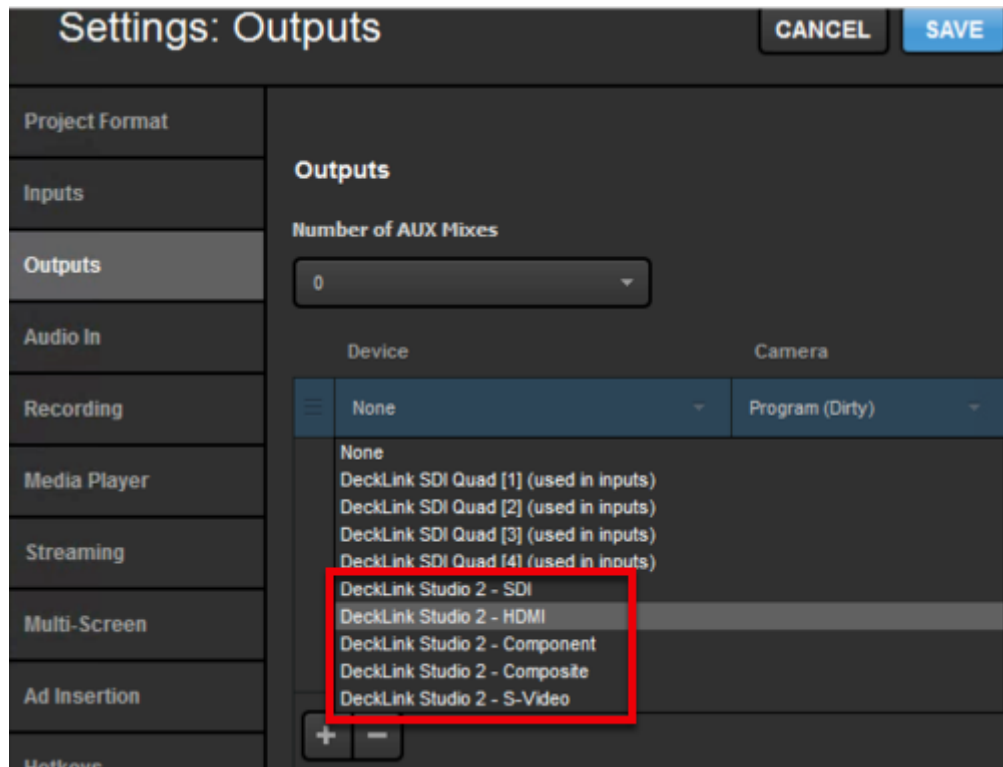 Settings: Outputs
CANCEL
SAVE
Project Format
Inputs
Outputs
Audio In
Recording
Media Player
Streaming
Multi-Screen
Ad Insertion
Hotkeys
Outputs
Number of AUX Mixes
0
Device
Camera
None
Program (Dirty)
None
DeckLink SDI Quad [1] (used in inputs)
DeckLink SDI Quad [2] (used in inputs)
DeckLink SDI Quad [3] (used in inputs)
DeckLink SDI Quad [4] (used in inputs)
DeckLink Studio 2 - SDI
DeckLink Studio 2 - HDMI
DeckLink Studio 2 - Component
DeckLink Studio 2 - Composite
DeckLink Studio 2 - S-Video